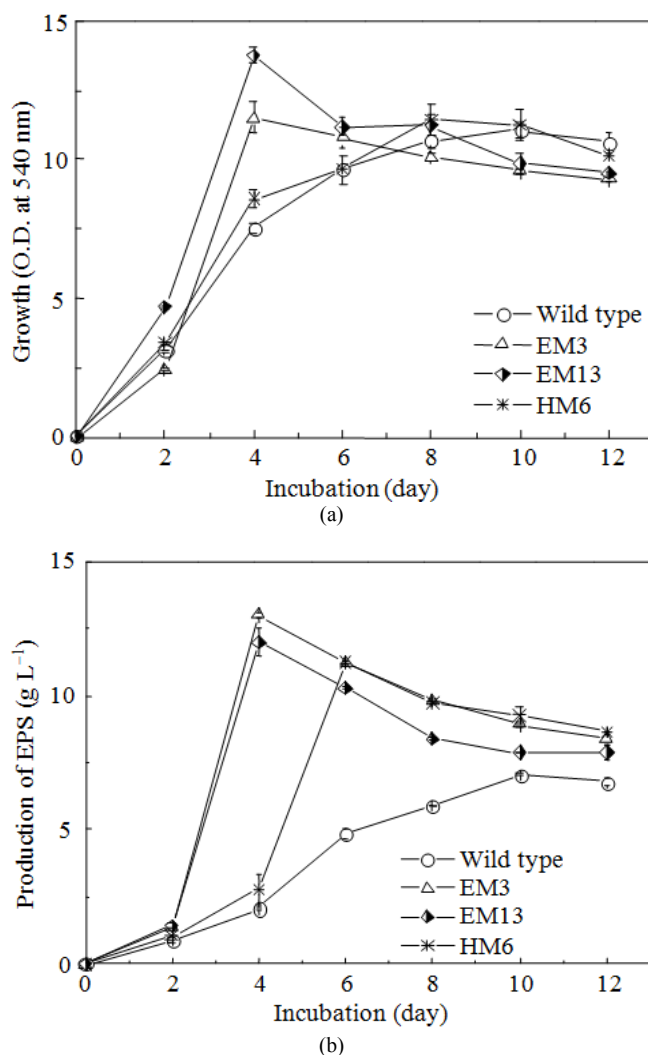 15
10
5
0
Growth (O.D. at 540 nm)
Wild type
EM3
EM13
HM6
0 2 4 6 8 10 12
Incubation (day)
(a)
15
10
5
0
Production of EPS (g L⁻¹)
Wild type
EM3
EM13
HM6
0 2 4 6 8 10 12
Incubation (day)
(b)